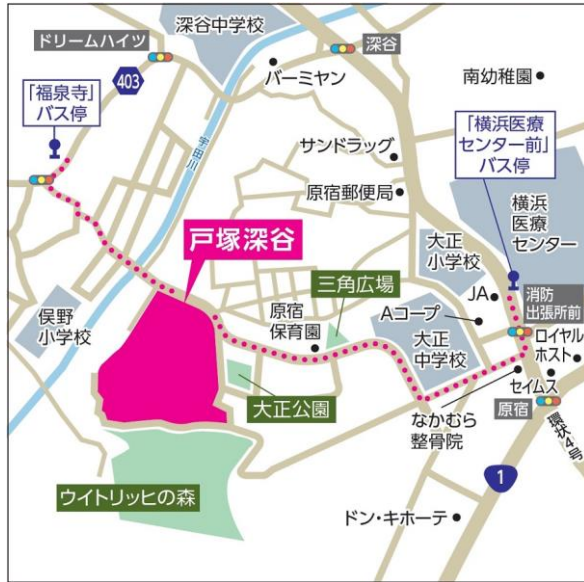 深谷中学校
ドリームハイツ
深谷
バーミヤン
403
南幼稚園
「福泉寺」
バス停
「横浜医療
センター前」
バス停
宇田川
サンドラッグ
原宿郵便局
横浜
医療
センター
戸塚深谷
大正
小学校
三角広場
JA
消防
出張所前
俣野
小学校
原宿
保育園
Aコープ
大正
中学校
ロイヤル
ホスト
セイムス
大正公園
なかむら
整骨院
原宿
環状4号
ウイトリッヒの森
1
ドン・キホーテ